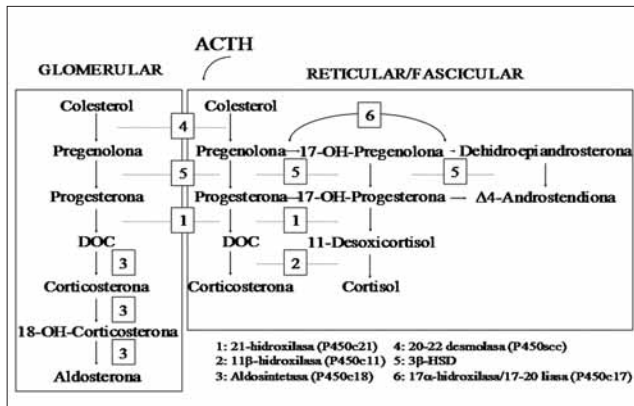 ACTH
GLOMERULAR RETICULAR/FASCICULAR
Colesterol Colesterol
6
4
Pregenolona Pregenolona 17-OH-Pregenolona Dehidroepiandrosterona
5 5 5
Progesterona Progesterona 17-OH-Progesterona Δ4-Androstendiona
1 1
DOC DOC 11-Desoxicortisol
3 2
Corticosterona Corticosterona Cortisol
3
18-OH-Corticosterona
3
Aldosterona
1: 21-hidroxilasa (P450c21) 4: 20-22 desmolasa (P450scc)
2: 11β-hidroxilasa (P450c11) 5: 3β-HSD
3: Aldosintetasa (P450c18) 6: 17α-hidroxilasa/17-20 liasa (P450c17)